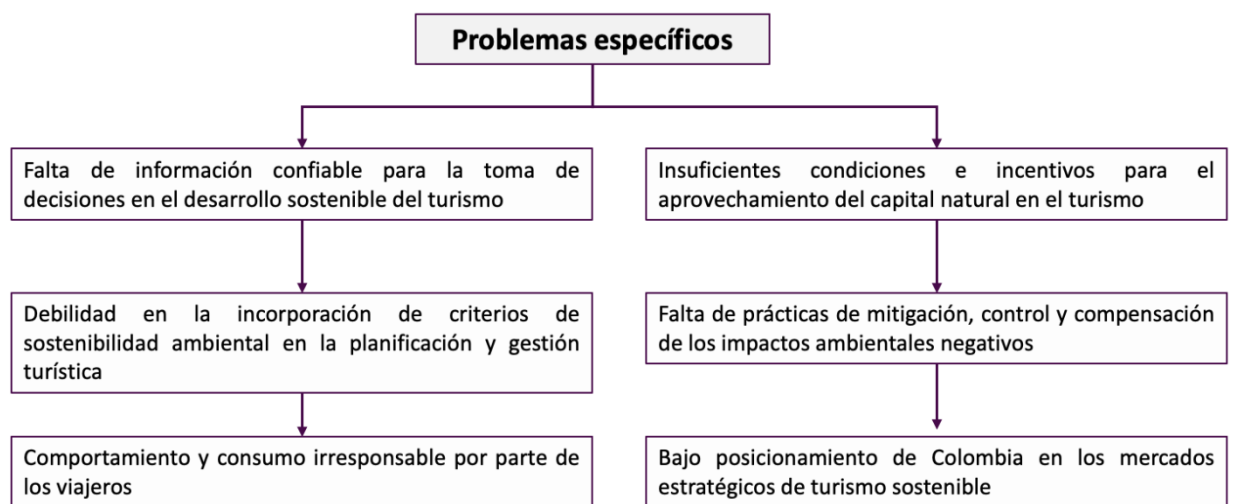 Problemas específicos
Falta de información confiable para la toma de
decisiones en el desarrollo sostenible del turismo
Debilidad en la incorporación de criterios de
sostenibilidad ambiental en la planificación y gestión
turística
Comportamiento y consumo irresponsable por parte de
los viajeros
Insuficientes condiciones e incentivos para el
aprovechamiento del capital natural en el turismo
Falta de prácticas de mitigación, control y compensación
de los impactos ambientales negativos
Bajo posicionamiento de Colombia en los mercados
estratégicos de turismo sostenible